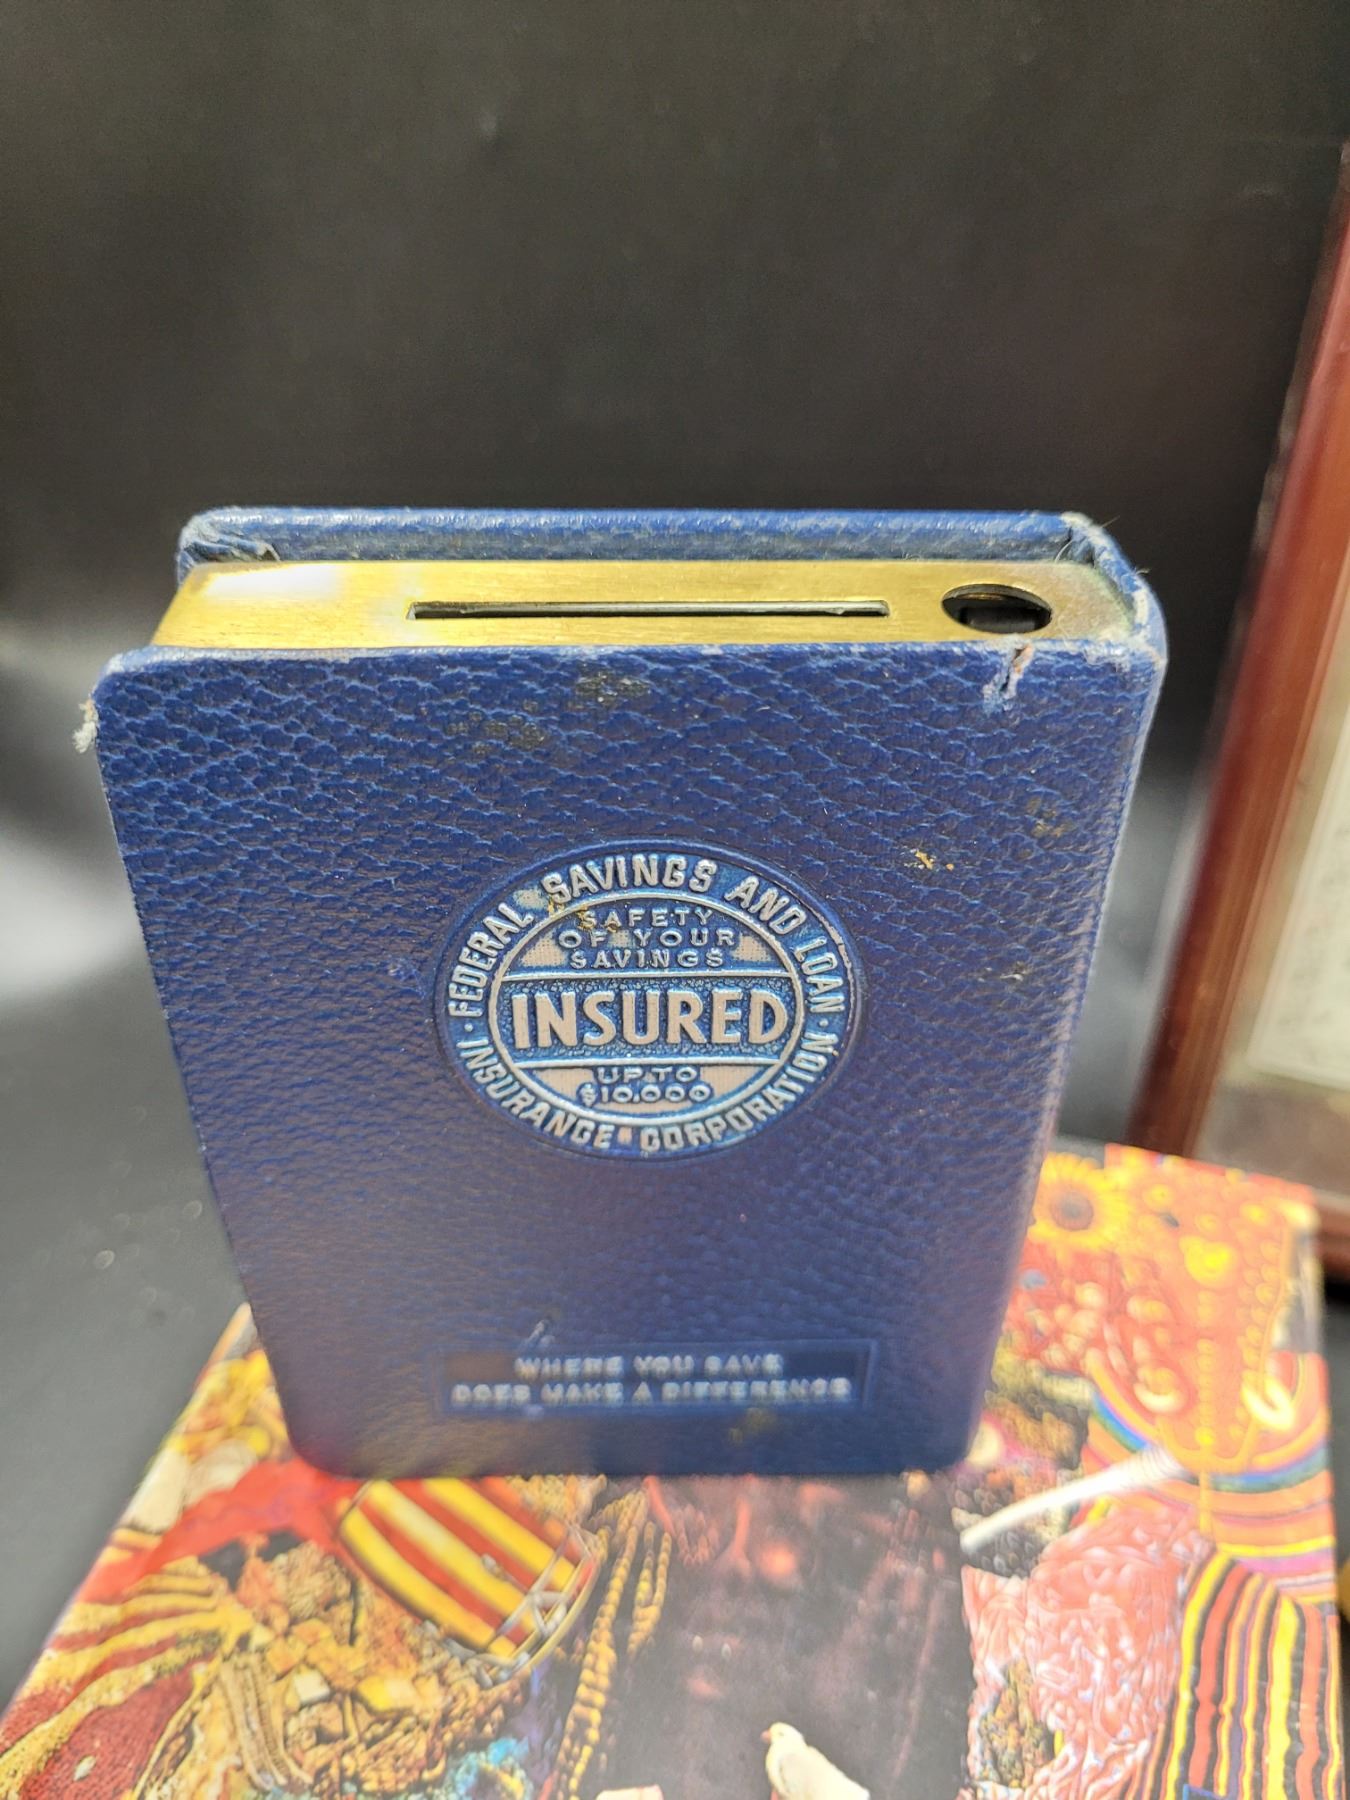 · FEDERAL SAVINGS AND LOAN ·
SAFETY
OF YOUR
SAVINGS
INSURED
UP TO
$10,000
INSURANCE CORPORATION
WHERE YOU SAVE
DOES MAKE A DIFFERENCE